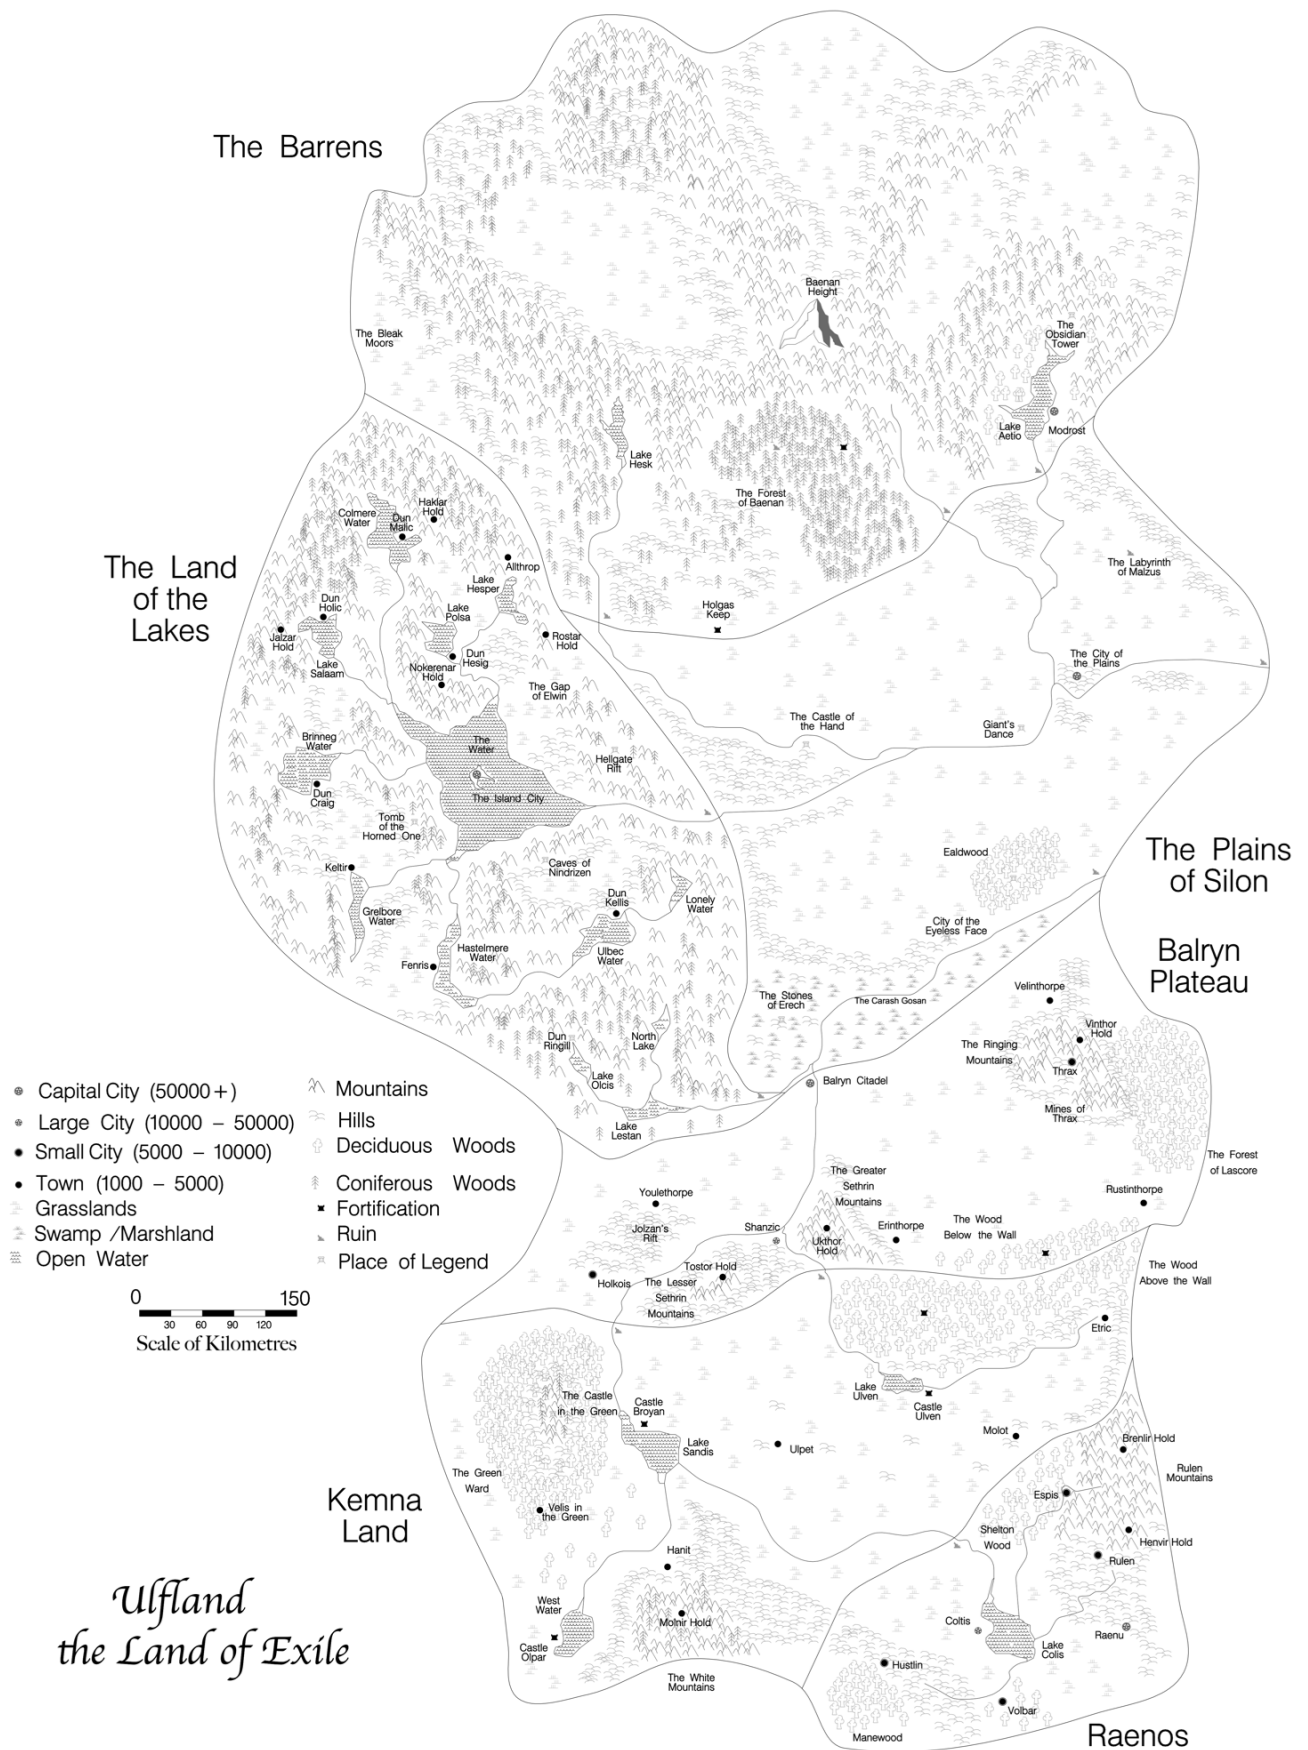 The Barrens
Baenan
Height
The Bleak
Moors
The
Obsidian
Tower
Lake
Aetio
Modrost
Lake
Hesk
The Forest
of Baenan
Haklar
Hold
Colmere
Water
Dun
Malic
Allthrop
The Labyrinth
of Malzus
The Land
of the
Lakes
Lake
Hesper
Dun
Holic
Lake
Polsa
Holgas
Keep
Jalzar
Hold
Rostar
Hold
Dun
Hesig
Lake
Salaam
Nokerenar
Hold
The City of
the Plains
The Gap
of Elwin
The Castle of
the Hand
Giant's
Dance
Brinneg
Water
The
Water
Hellgate
Rift
Dun
Craig
The Island City
Tomb
of the
Horned One
Ealdwood
The Plains
of Silon
Keltir
Caves of
Nindrizen
Dun
Kellis
Lonely
Water
Grelbore
Water
City of the
Eyeless Face
Hastelmere
Water
Ulbec
Water
Fenris
Balryn
Plateau
Velinthorpe
The Stones
of Erech
The Carash Gosan
Vinthor
Hold
The Ringing
Mountains
Dun
Ringill
North
Lake
Thrax
Lake
Olcis
Balryn Citadel
Mines of
Thrax
Lake
Lestan
The Forest
of Lascore
Capital City (50000+)
Large City (10000 - 50000)
Small City (5000 - 10000)
Town (1000 - 5000)
Grasslands
Swamp /Marshland
Open Water
Mountains
Hills
Deciduous Woods
Coniferous Woods
Fortification
Ruin
Place of Legend
0 150
30 60 90 120
Scale of Kilometres
The Greater
Sethrin
Mountains
Youlethorpe
Rustinthorpe
Jolzan's
Rift
Shanzic
Ukthor
Hold
Erinthorpe
The Wood
Below the Wall
Tostor Hold
Holkois
The Lesser
Sethrin
Mountains
The Wood
Above the Wall
Etric
Lake
Ulven
Castle
Ulven
The Castle
in the Green
Castle
Broyan
Molot
Brenlir Hold
Lake
Sandis
Ulpet
The Green
Ward
Rulen
Mountains
Espis
Kemna
Land
Velis in
the Green
Shelton
Wood
Henvir Hold
Hanit
Rulen
West
Water
Molnir Hold
Coltis
Raenu
Castle
Olpar
Lake
Colis
Hustlin
The White
Mountains
Volbar
Manewood
Raenos
Ulfland
the Land of Exile